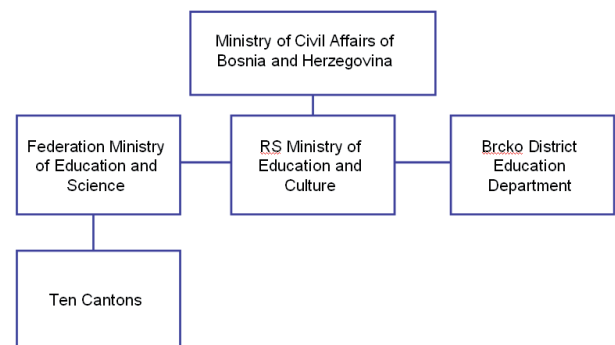 Ministry of Civil Affairs of
Bosnia and Herzegovina
Federation Ministry
of Education and
Science
RS Ministry of
Education and
Culture
Brcko District
Education
Department
Ten Cantons